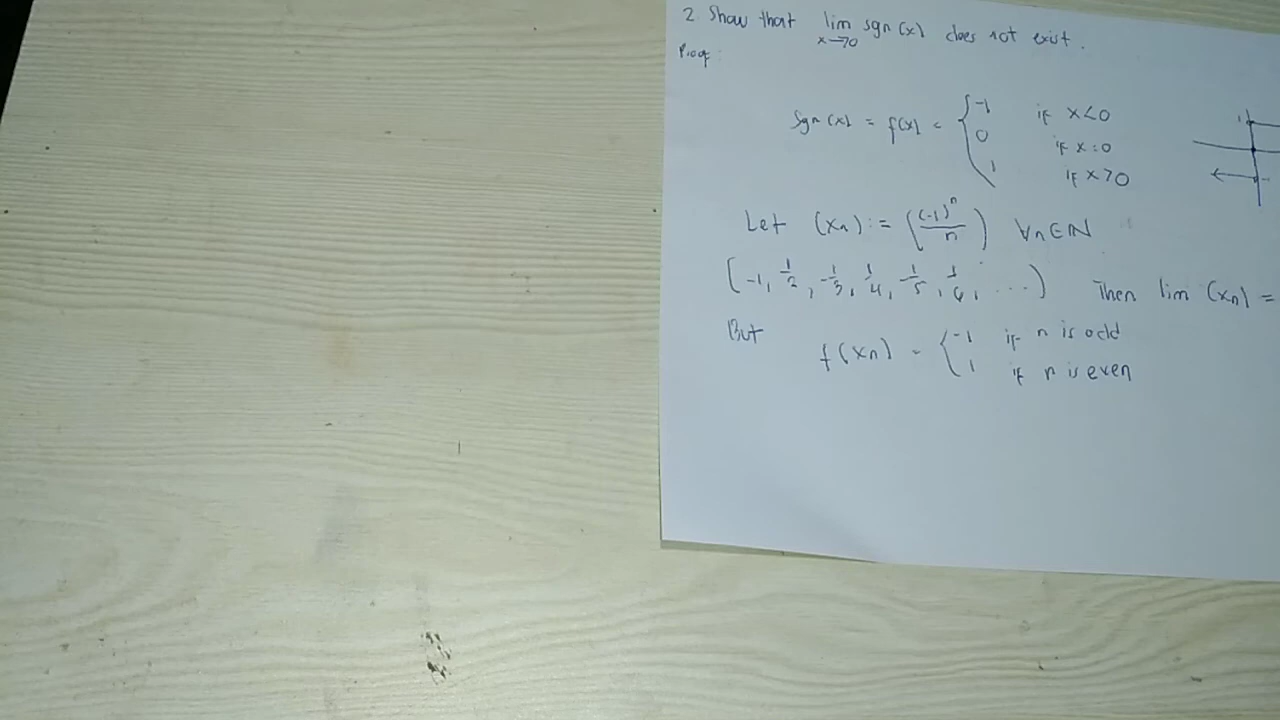 2 Show that lim sgn(x) does not exist.
x→0
Proof:
Sgn(x) = f(x) = { -1 if x<0
0 if x=0
1 if x>0
1
-1
Let (xₙ) := ((-1)ⁿ/n) ∀n∈ℕ
(-1, 1/2, -1/3, 1/4, -1/5, 1/6, ...) Then lim (xₙ) =
But f(xₙ) = { -1 if n is odd
1 if n is even